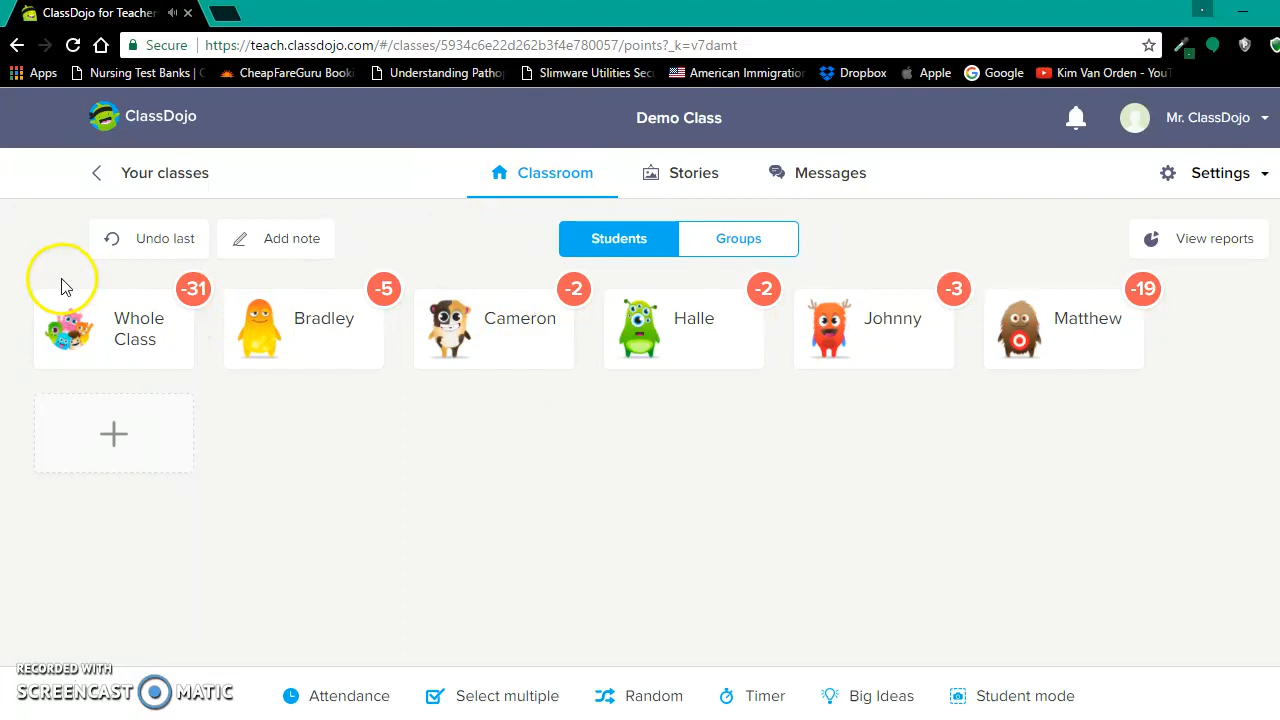 ClassDojo for Teacher
Secure https://teach.classdojo.com/#/classes/5934c6e22d262b3f4e780057/points?_k=v7damt
Apps Nursing Test Banks | CheapFareGuru Booki Understanding Patho Slimware Utilities Sec American Immigratio Dropbox Apple Google Kim Van Orden - You
ClassDojo Demo Class Mr. ClassDojo
Your classes Classroom Stories Messages Settings
Undo last Add note Students Groups View reports
-31 -5 -2 -2 -3 -19
Whole Class Bradley Cameron Halle Johnny Matthew
RECORDED WITH
SCREENCAST MATIC
Attendance Select multiple Random Timer Big Ideas Student mode